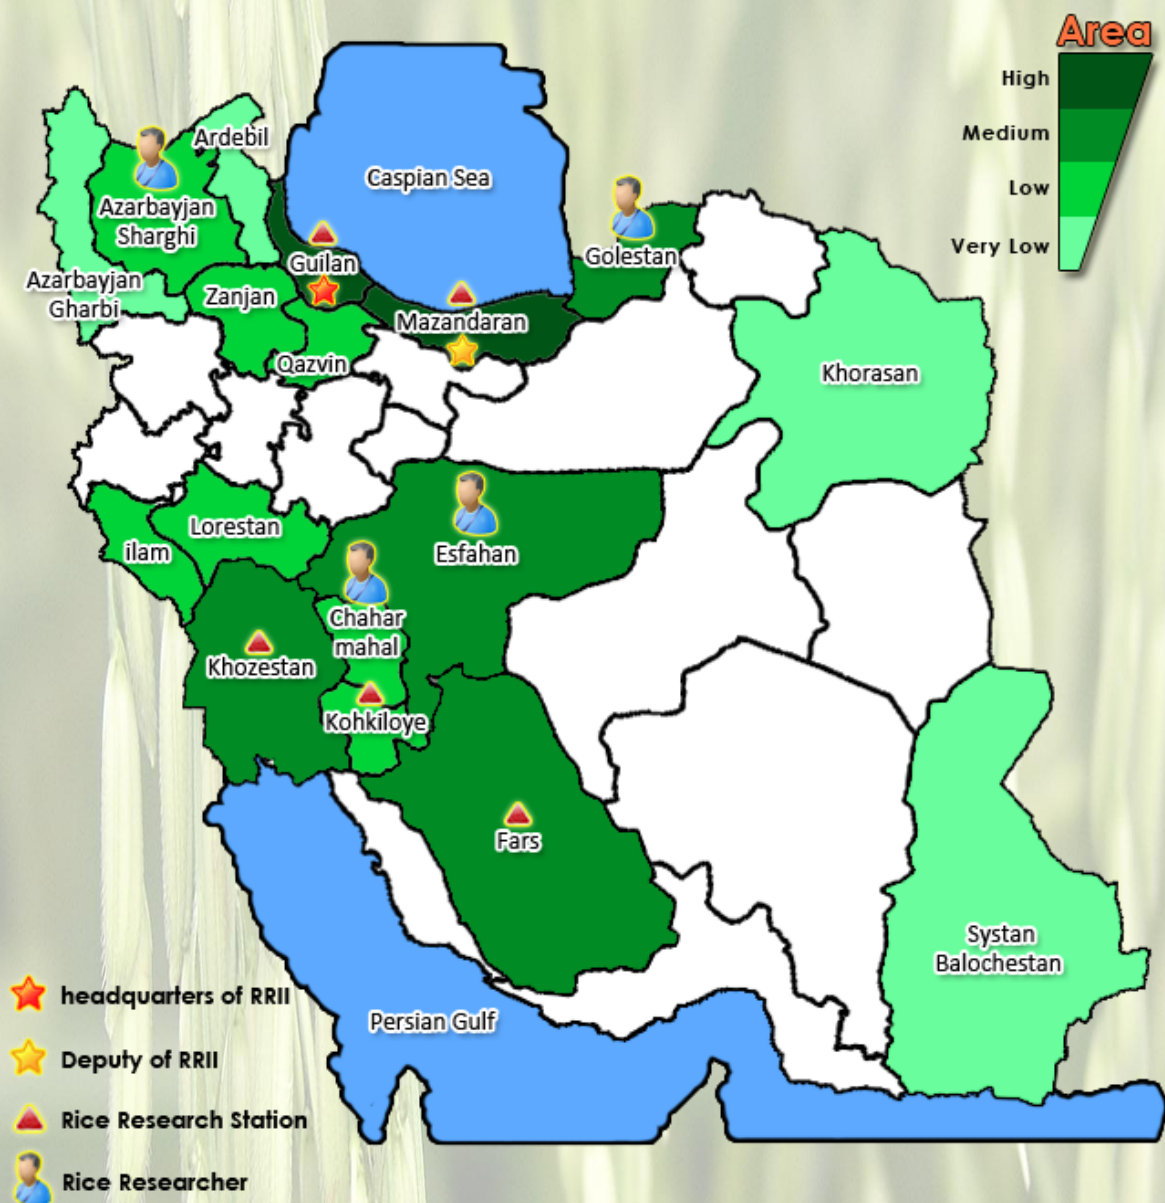 Area
High
Medium
Low
Very Low
Ardebil
Caspian Sea
Azarbayjan
Sharghi
Golestan
Guilan
Azarbayjan
Gharbi
Zanjan
Mazandaran
Qazvin
Khorasan
Lorestan
ilam
Esfahan
Chahar
mahal
Khozestan
Kohkiloye
Fars
Systan
Balochestan
Persian Gulf
headquarters of RRII
Deputy of RRII
Rice Research Station
Rice Researcher